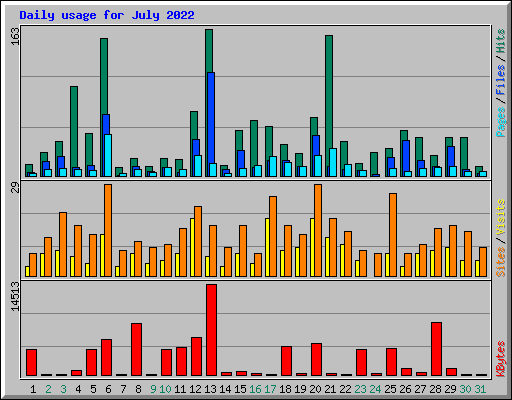 Daily usage for July 2022
163
Pages / Files / Hits
29
Sites / Visits
14513
KBytes
1 2 3 4 5 6 7 8 9 10 11 12 13 14 15 16 17 18 19 20 21 22 23 24 25 26 27 28 29 30 31